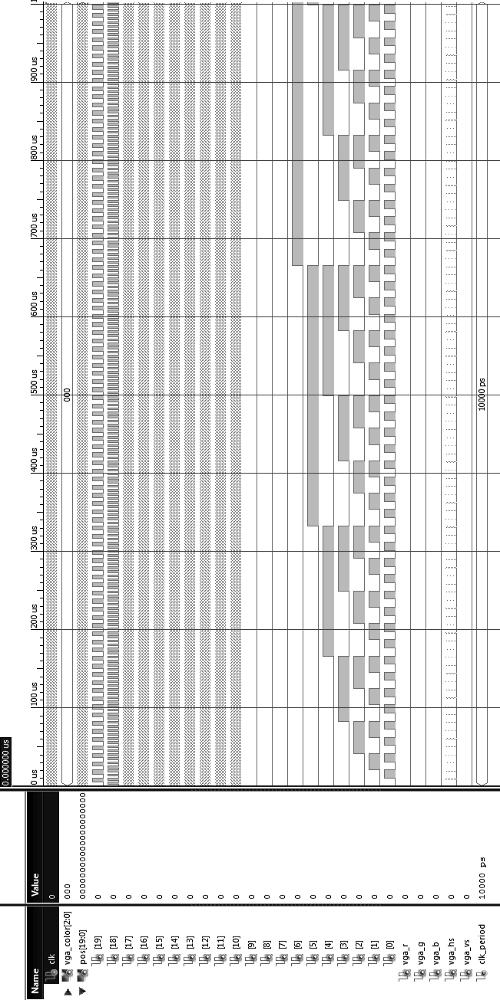 0.000000 us
Name Value
0 us 100 us 200 us 300 us 400 us 500 us 600 us 700 us 800 us 900 us
clk 0
vga_color[2:0] 000 000
pos[19:0] 00000000000000000000
[19] 0
[18] 0
[17] 0
[16] 0
[15] 0
[14] 0
[13] 0
[12] 0
[11] 0
[10] 0
[9] 0
[8] 0
[7] 0
[6] 0
[5] 0
[4] 0
[3] 0
[2] 0
[1] 0
[0] 0
vga_r 0
vga_g 0
vga_b 0
vga_hs 0
vga_vs 0
clk_period 10000 ps 10000 ps